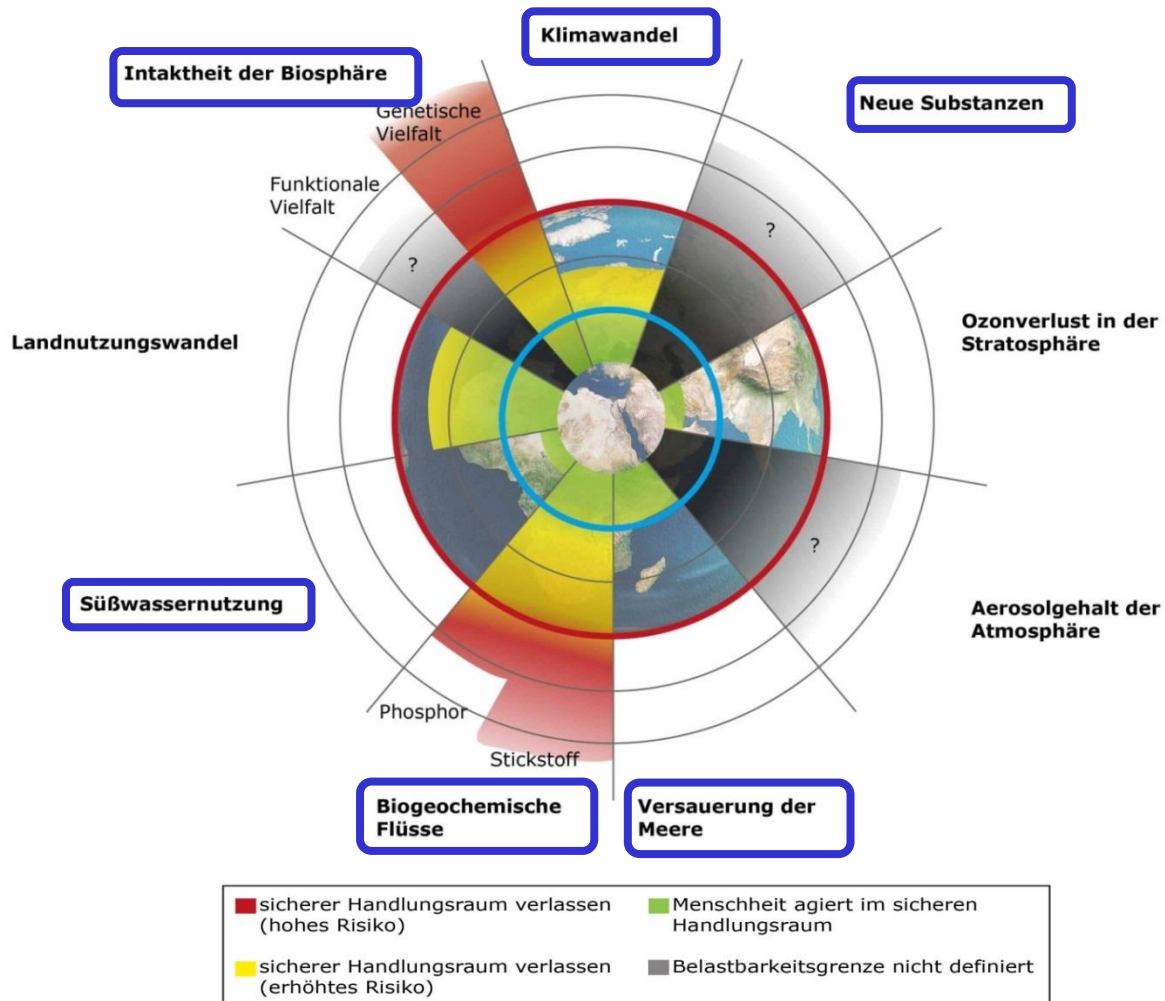 Klimawandel
Intaktheit der Biosphäre
Neue Substanzen
Genetische
Vielfalt
Funktionale
Vielfalt
?
?
Landnutzungswandel
Ozonverlust in der
Stratosphäre
?
Süßwassernutzung
Aerosolgehalt der
Atmosphäre
Phosphor
Stickstoff
Biogeochemische
Flüsse
Versauerung der
Meere
sicherer Handlungsraum verlassen
(hohes Risiko)
Menschheit agiert im sicheren
Handlungsraum
sicherer Handlungsraum verlassen
(erhöhtes Risiko)
Belastbarkeitsgrenze nicht definiert